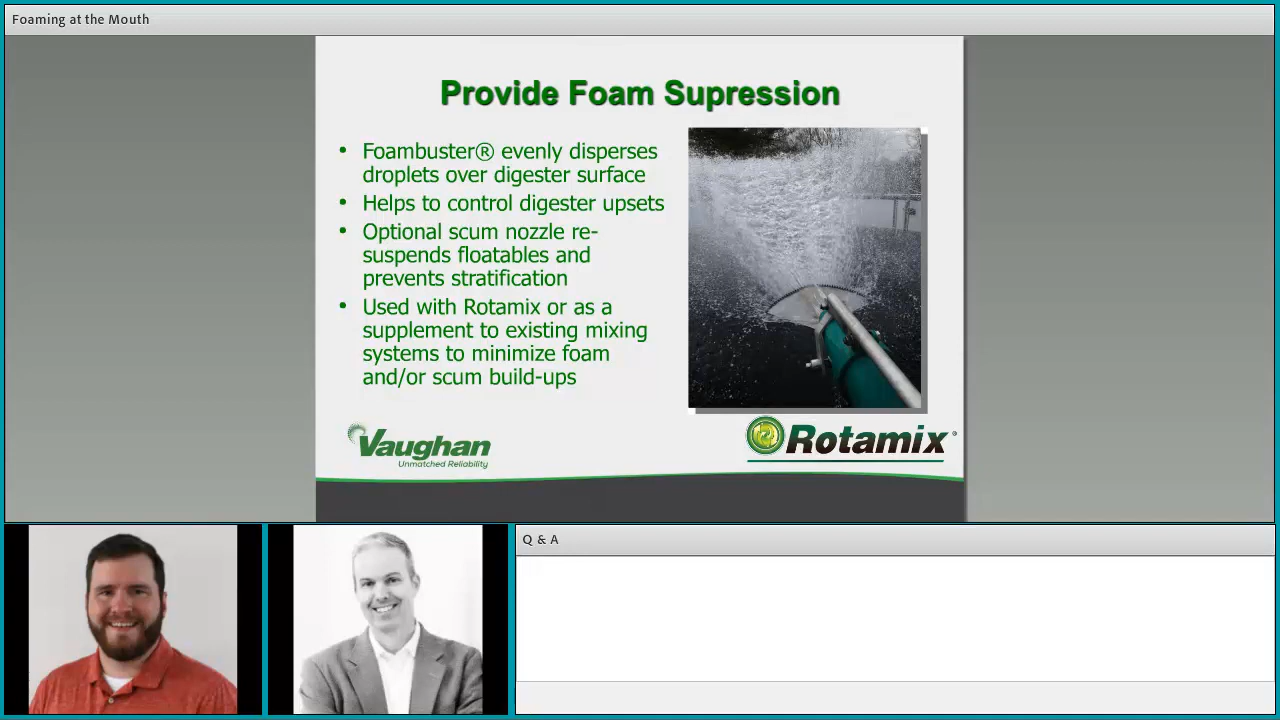 Foaming at the Mouth
Provide Foam Supression
• Foambuster® evenly disperses
droplets over digester surface
• Helps to control digester upsets
• Optional scum nozzle re-
suspends floatables and
prevents stratification
• Used with Rotamix or as a
supplement to existing mixing
systems to minimize foam
and/or scum build-ups
Vaughan
Unmatched Reliability
Rotamix®
Q & A